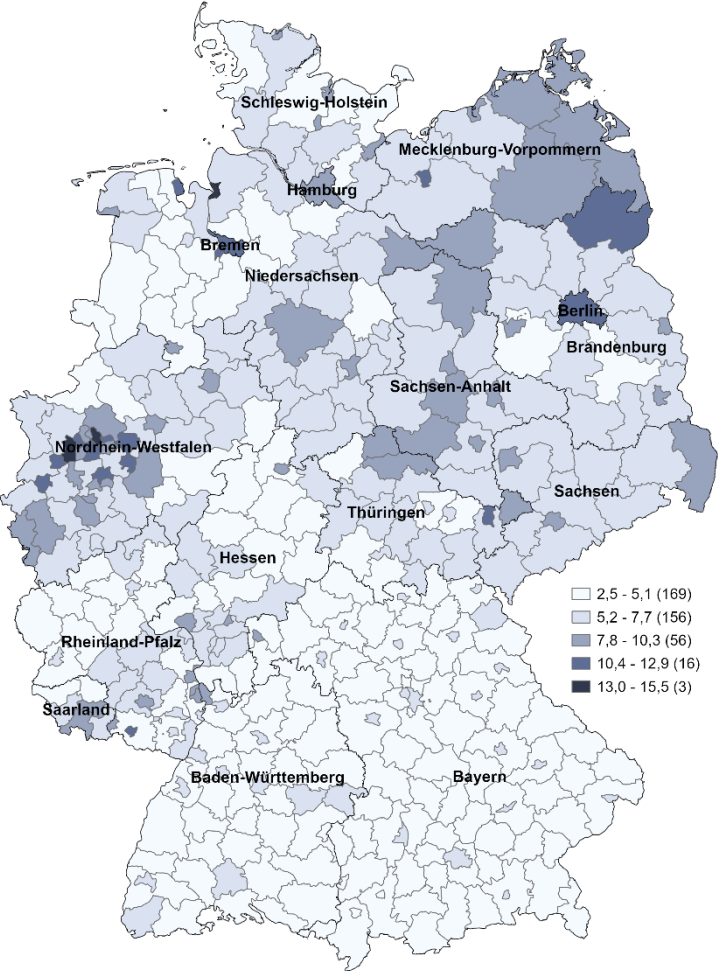 Schleswig-Holstein
Mecklenburg-Vorpommern
Hamburg
Bremen
Niedersachsen
Berlin
Brandenburg
Sachsen-Anhalt
Nordrhein-Westfalen
Sachsen
Thüringen
Hessen
2,5 - 5,1 (169)
5,2 - 7,7 (156)
7,8 - 10,3 (56)
10,4 - 12,9 (16)
13,0 - 15,5 (3)
Rheinland-Pfalz
Saarland
Baden-Württemberg
Bayern